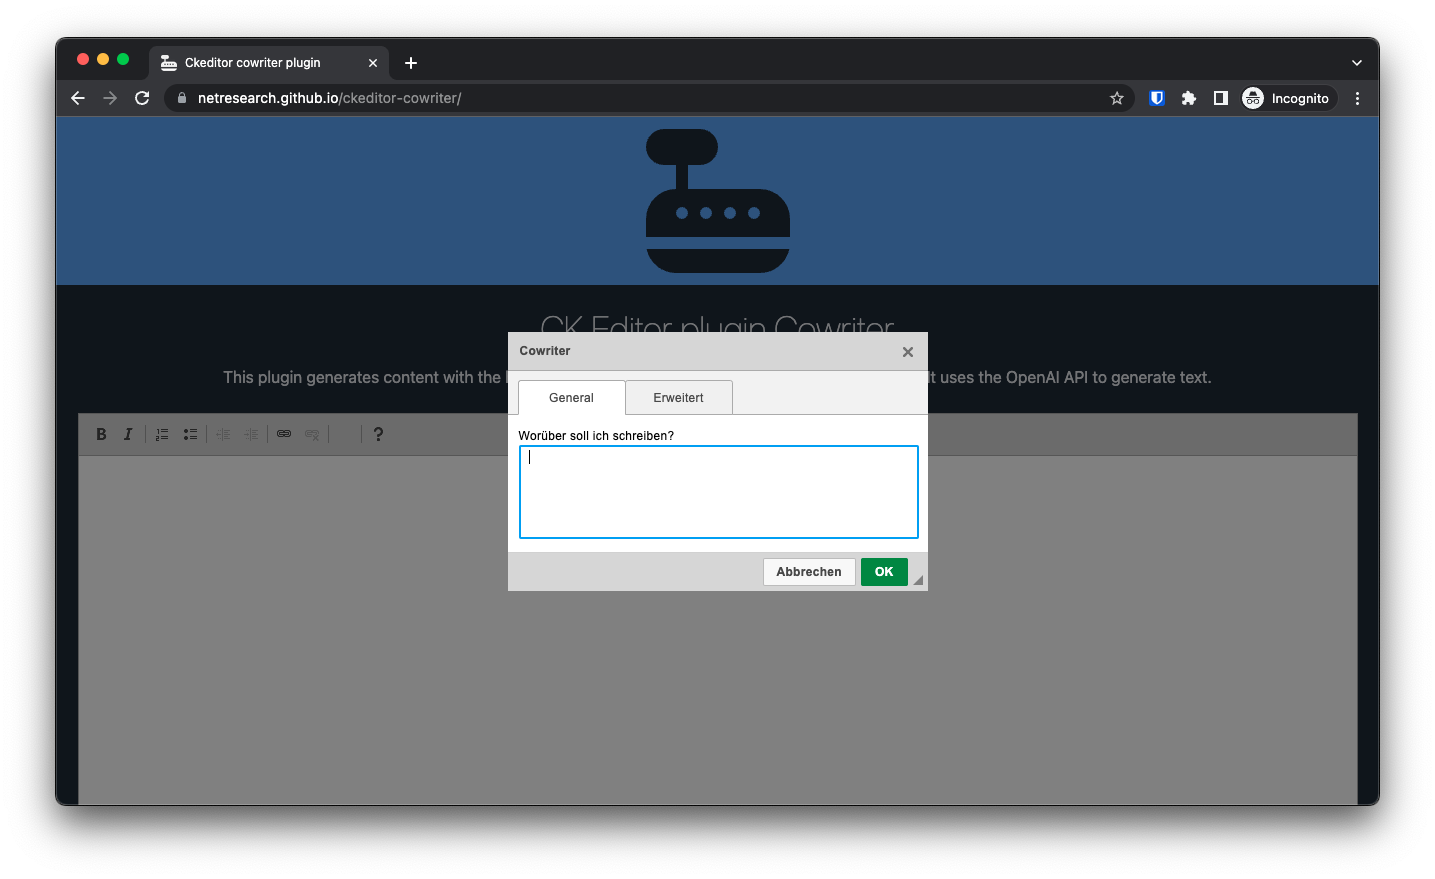 Ckeditor cowriter plugin
netresearch.github.io/ckeditor-cowriter/
Incognito
CK Editor plugin Cowriter
This plugin generates content with the
It uses the OpenAI API to generate text.
B I ?
Cowriter
General Erweitert
Worüber soll ich schreiben?
Abbrechen OK